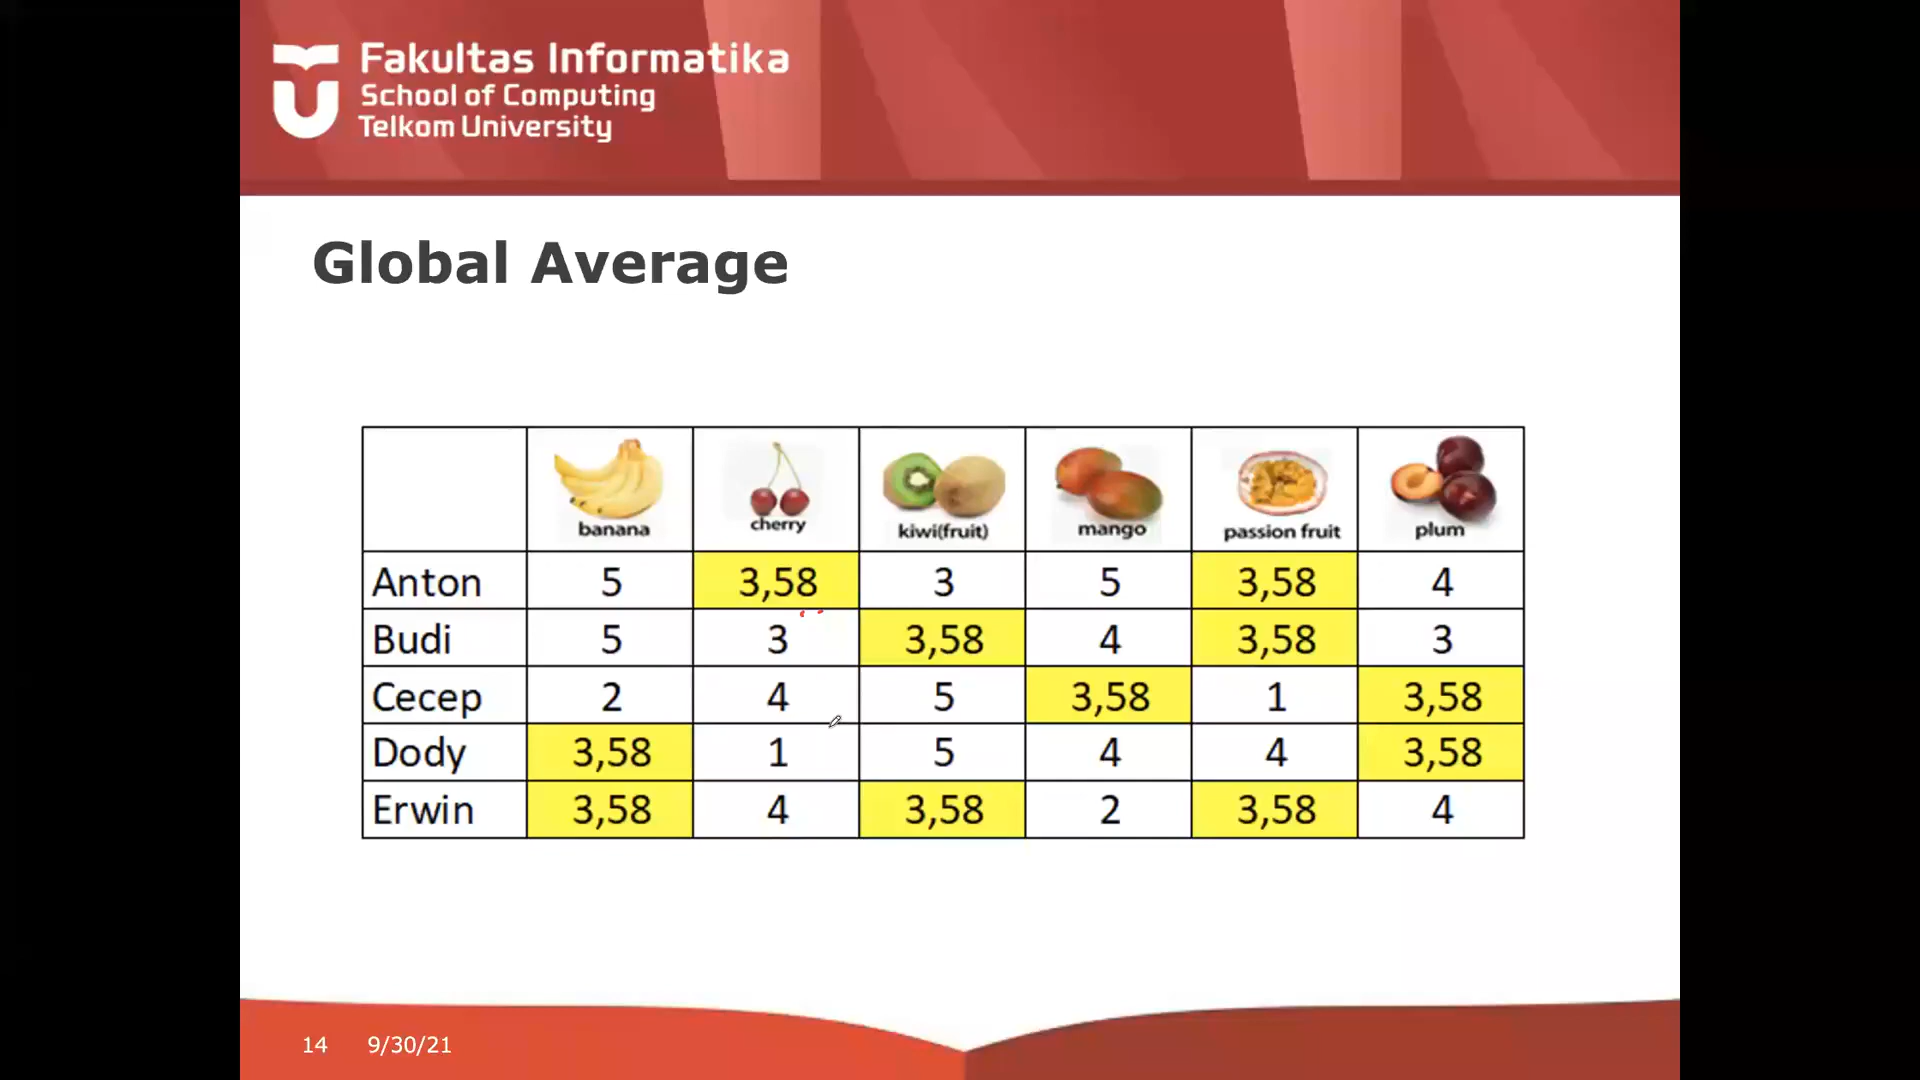 Fakultas Informatika
School of Computing
Telkom University
Global Average
banana cherry kiwi(fruit) mango passion fruit plum
Anton 5 3,58 3 5 3,58 4
Budi 5 3 3,58 4 3,58 3
Cecep 2 4 5 3,58 1 3,58
Dody 3,58 1 5 4 4 3,58
Erwin 3,58 4 3,58 2 3,58 4
14 9/30/21